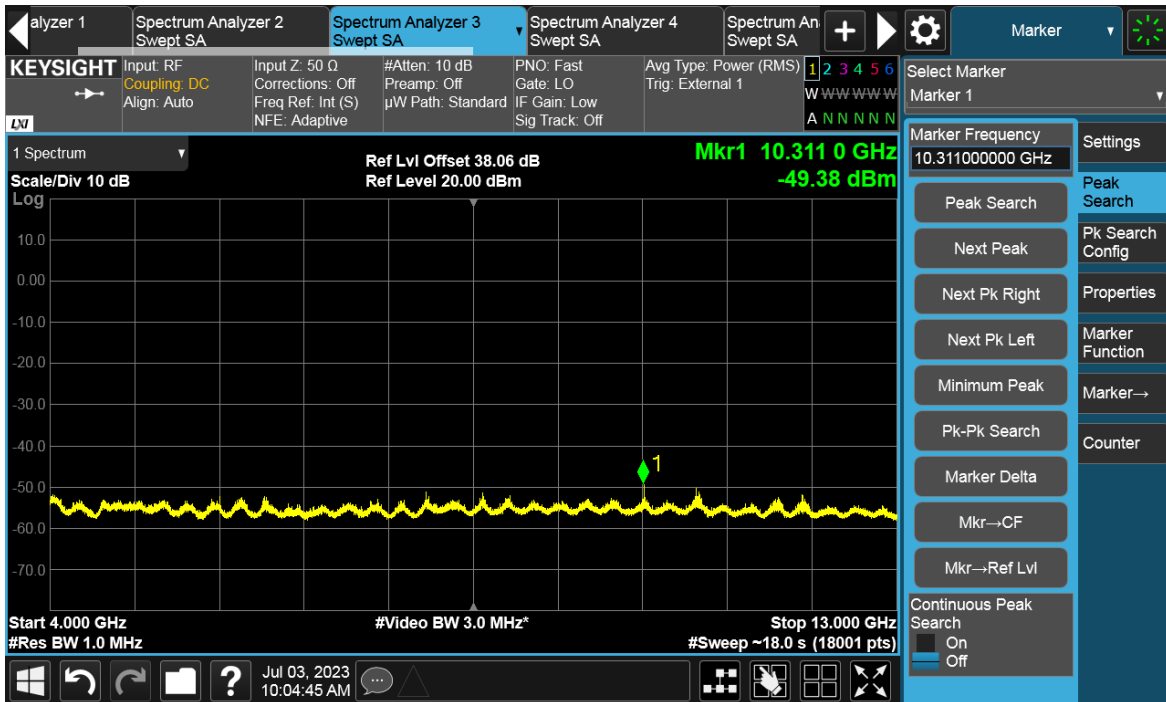 alyzer 1
Spectrum Analyzer 2
Swept SA
Spectrum Analyzer 3
Swept SA
Spectrum Analyzer 4
Swept SA
Spectrum An
Swept SA
Marker
KEYSIGHT
LXI
Input: RF
Coupling: DC
Align: Auto
Input Z: 50 Ω
Corrections: Off
Freq Ref: Int (S)
NFE: Adaptive
#Atten: 10 dB
Preamp: Off
µW Path: Standard
PNO: Fast
Gate: LO
IF Gain: Low
Sig Track: Off
Avg Type: Power (RMS)
Trig: External 1
1 2 3 4 5 6
W W W W W W
A N N N N N
Select Marker
Marker 1
1 Spectrum
Scale/Div 10 dB
Log
Ref Lvl Offset 38.06 dB
Ref Level 20.00 dBm
Mkr1 10.311 0 GHz
-49.38 dBm
10.0
0.00
-10.0
-20.0
-30.0
-40.0
-50.0
-60.0
-70.0
1
Start 4.000 GHz
#Res BW 1.0 MHz
#Video BW 3.0 MHz*
Stop 13.000 GHz
#Sweep ~18.0 s (18001 pts)
Marker Frequency
10.311000000 GHz
Peak Search
Next Peak
Next Pk Right
Next Pk Left
Minimum Peak
Pk-Pk Search
Marker Delta
Mkr→CF
Mkr→Ref Lvl
Continuous Peak
Search
On
Off
Settings
Peak
Search
Pk Search
Config
Properties
Marker
Function
Marker→
Counter
?
Jul 03, 2023
10:04:45 AM